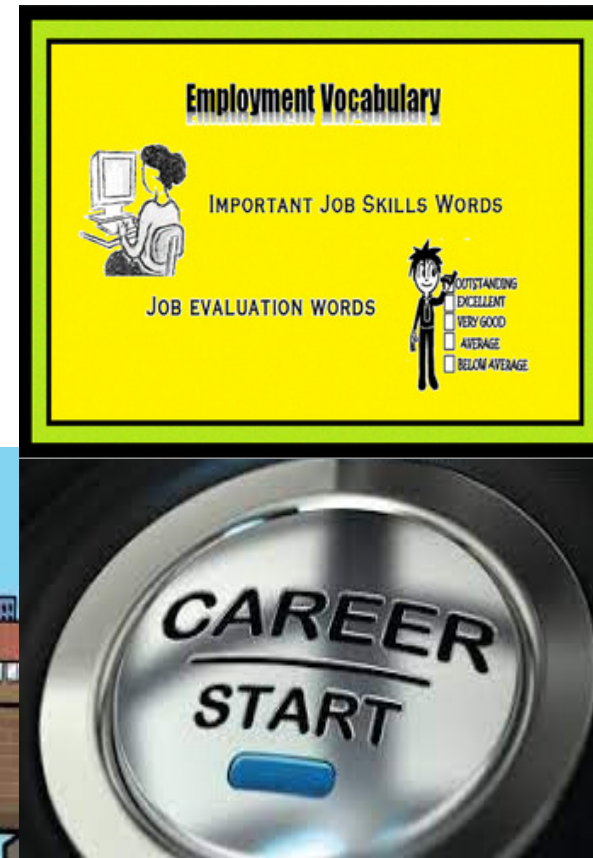 Employment Vocabulary
IMPORTANT JOB SKILLS WORDS
JOB EVALUATION WORDS
OUTSTANDING
EXCELLENT
VERY GOOD
AVERAGE
BELOW AVERAGE
CAREER
START